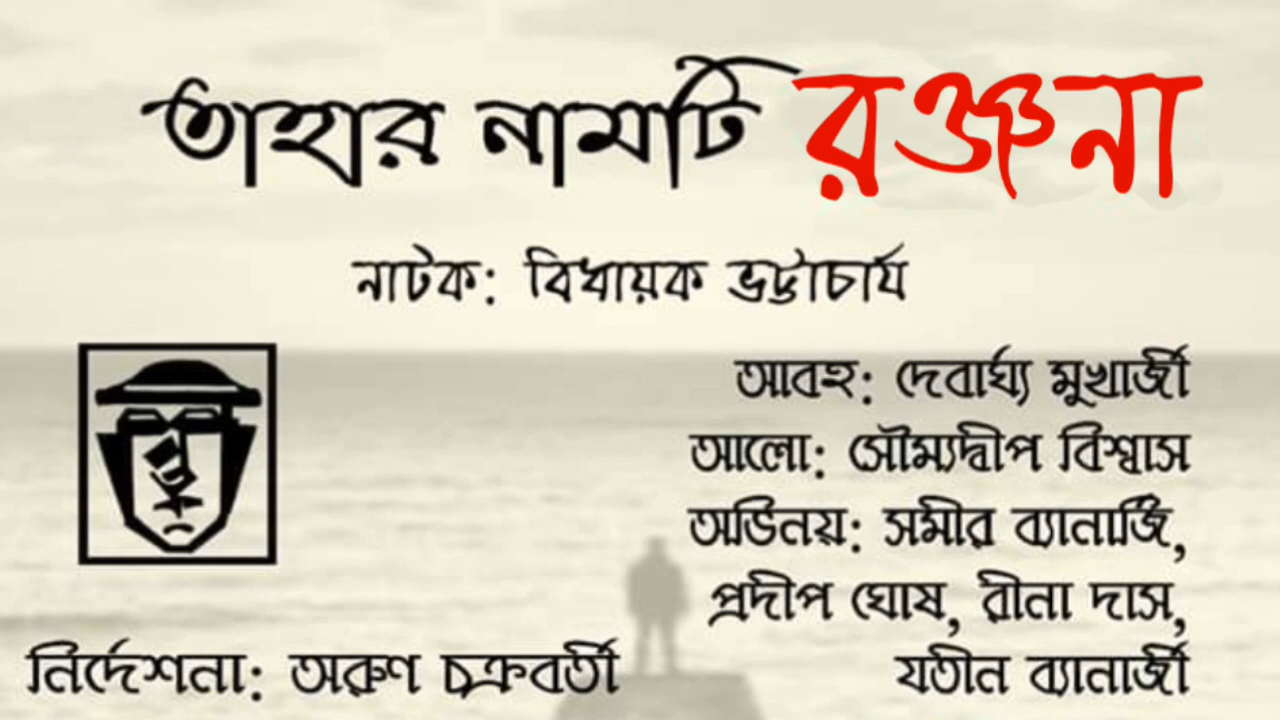 তাহার নামটি রঞ্জনা
নাটক: বিধায়ক ভট্টাচার্য
আবহ: দেবার্ঘ্য মুখার্জী
আলো: সৌম্যদ্বীপ বিশ্বাস
অভিনয়: সমীর ব্যানার্জি,
প্রদীপ ঘোষ, রীনা দাস,
যতীন ব্যানার্জী
নির্দেশনা: অরুণ চক্রবর্তী